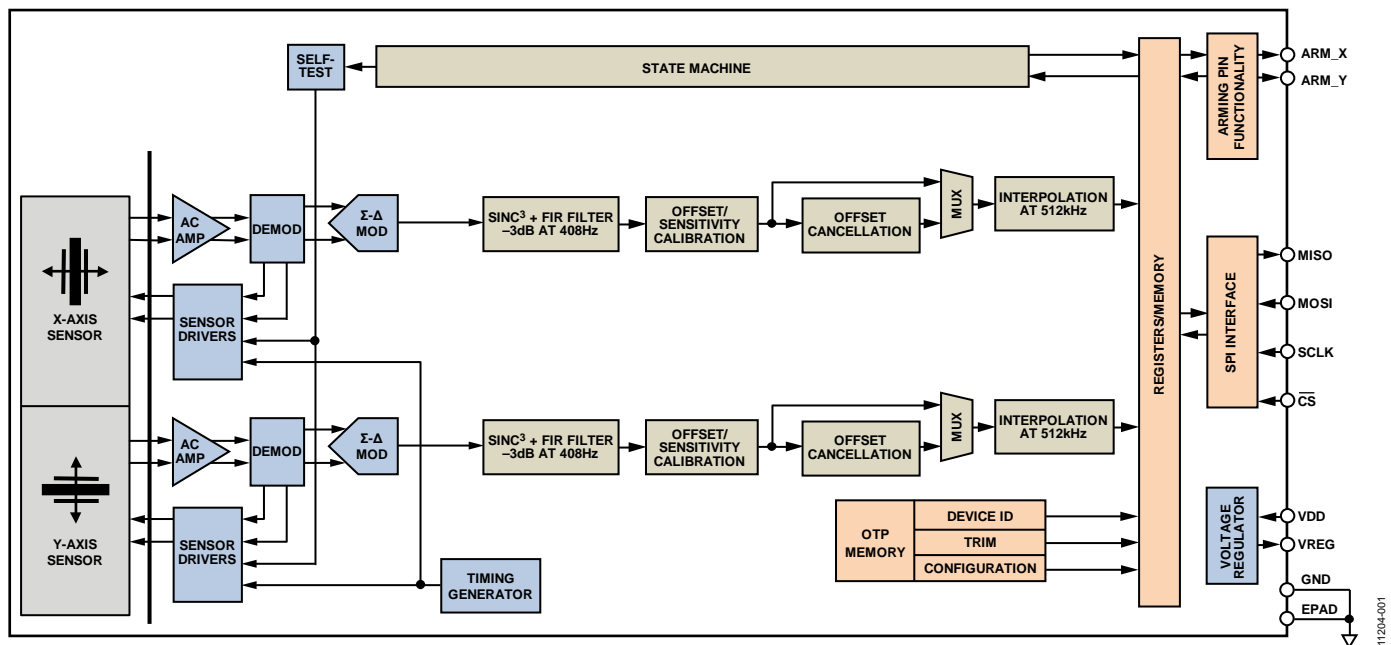 SELF-
TEST
STATE MACHINE
ARMING PIN
FUNCTIONALITY
ARM_X
ARM_Y
X-AXIS
SENSOR
AC
AMP
DEMOD
Σ-Δ
MOD
SENSOR
DRIVERS
SINC³ + FIR FILTER
–3dB AT 408Hz
OFFSET/
SENSITIVITY
CALIBRATION
OFFSET
CANCELLATION
MUX
INTERPOLATION
AT 512kHz
REGISTERS/MEMORY
SPI INTERFACE
MISO
MOSI
SCLK
C̅S̅
Y-AXIS
SENSOR
AC
AMP
DEMOD
Σ-Δ
MOD
SENSOR
DRIVERS
SINC³ + FIR FILTER
–3dB AT 408Hz
OFFSET/
SENSITIVITY
CALIBRATION
OFFSET
CANCELLATION
MUX
INTERPOLATION
AT 512kHz
TIMING
GENERATOR
OTP
MEMORY
DEVICE ID
TRIM
CONFIGURATION
VOLTAGE
REGULATOR
VDD
VREG
GND
EPAD
11204-001